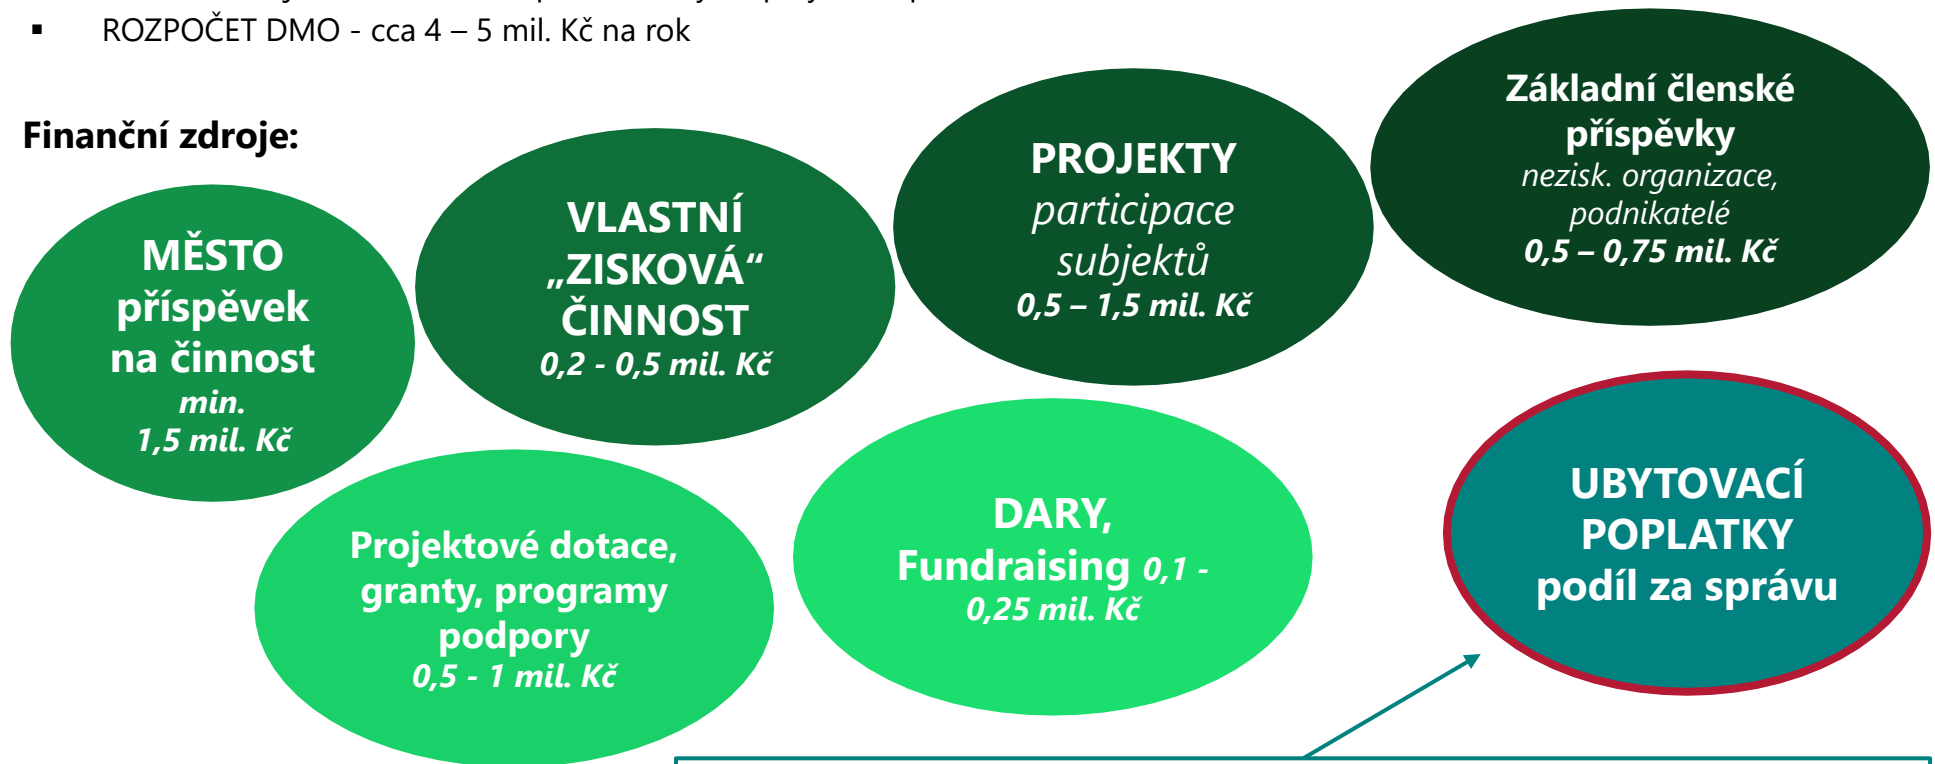 ▪ ROZPOČET DMO - cca 4 – 5 mil. Kč na rok
Finanční zdroje:
MĚSTO
příspěvek
na činnost
min.
1,5 mil. Kč
VLASTNÍ
„ZISKOVÁ“
ČINNOST
0,2 - 0,5 mil. Kč
PROJEKTY
participace
subjektů
0,5 – 1,5 mil. Kč
Základní členské
příspěvky
nezisk. organizace,
podnikatelé
0,5 – 0,75 mil. Kč
Projektové dotace,
granty, programy
podpory
0,5 - 1 mil. Kč
DARY,
Fundraising 0,1 -
0,25 mil. Kč
UBYTOVACÍ
POPLATKY
podíl za správu